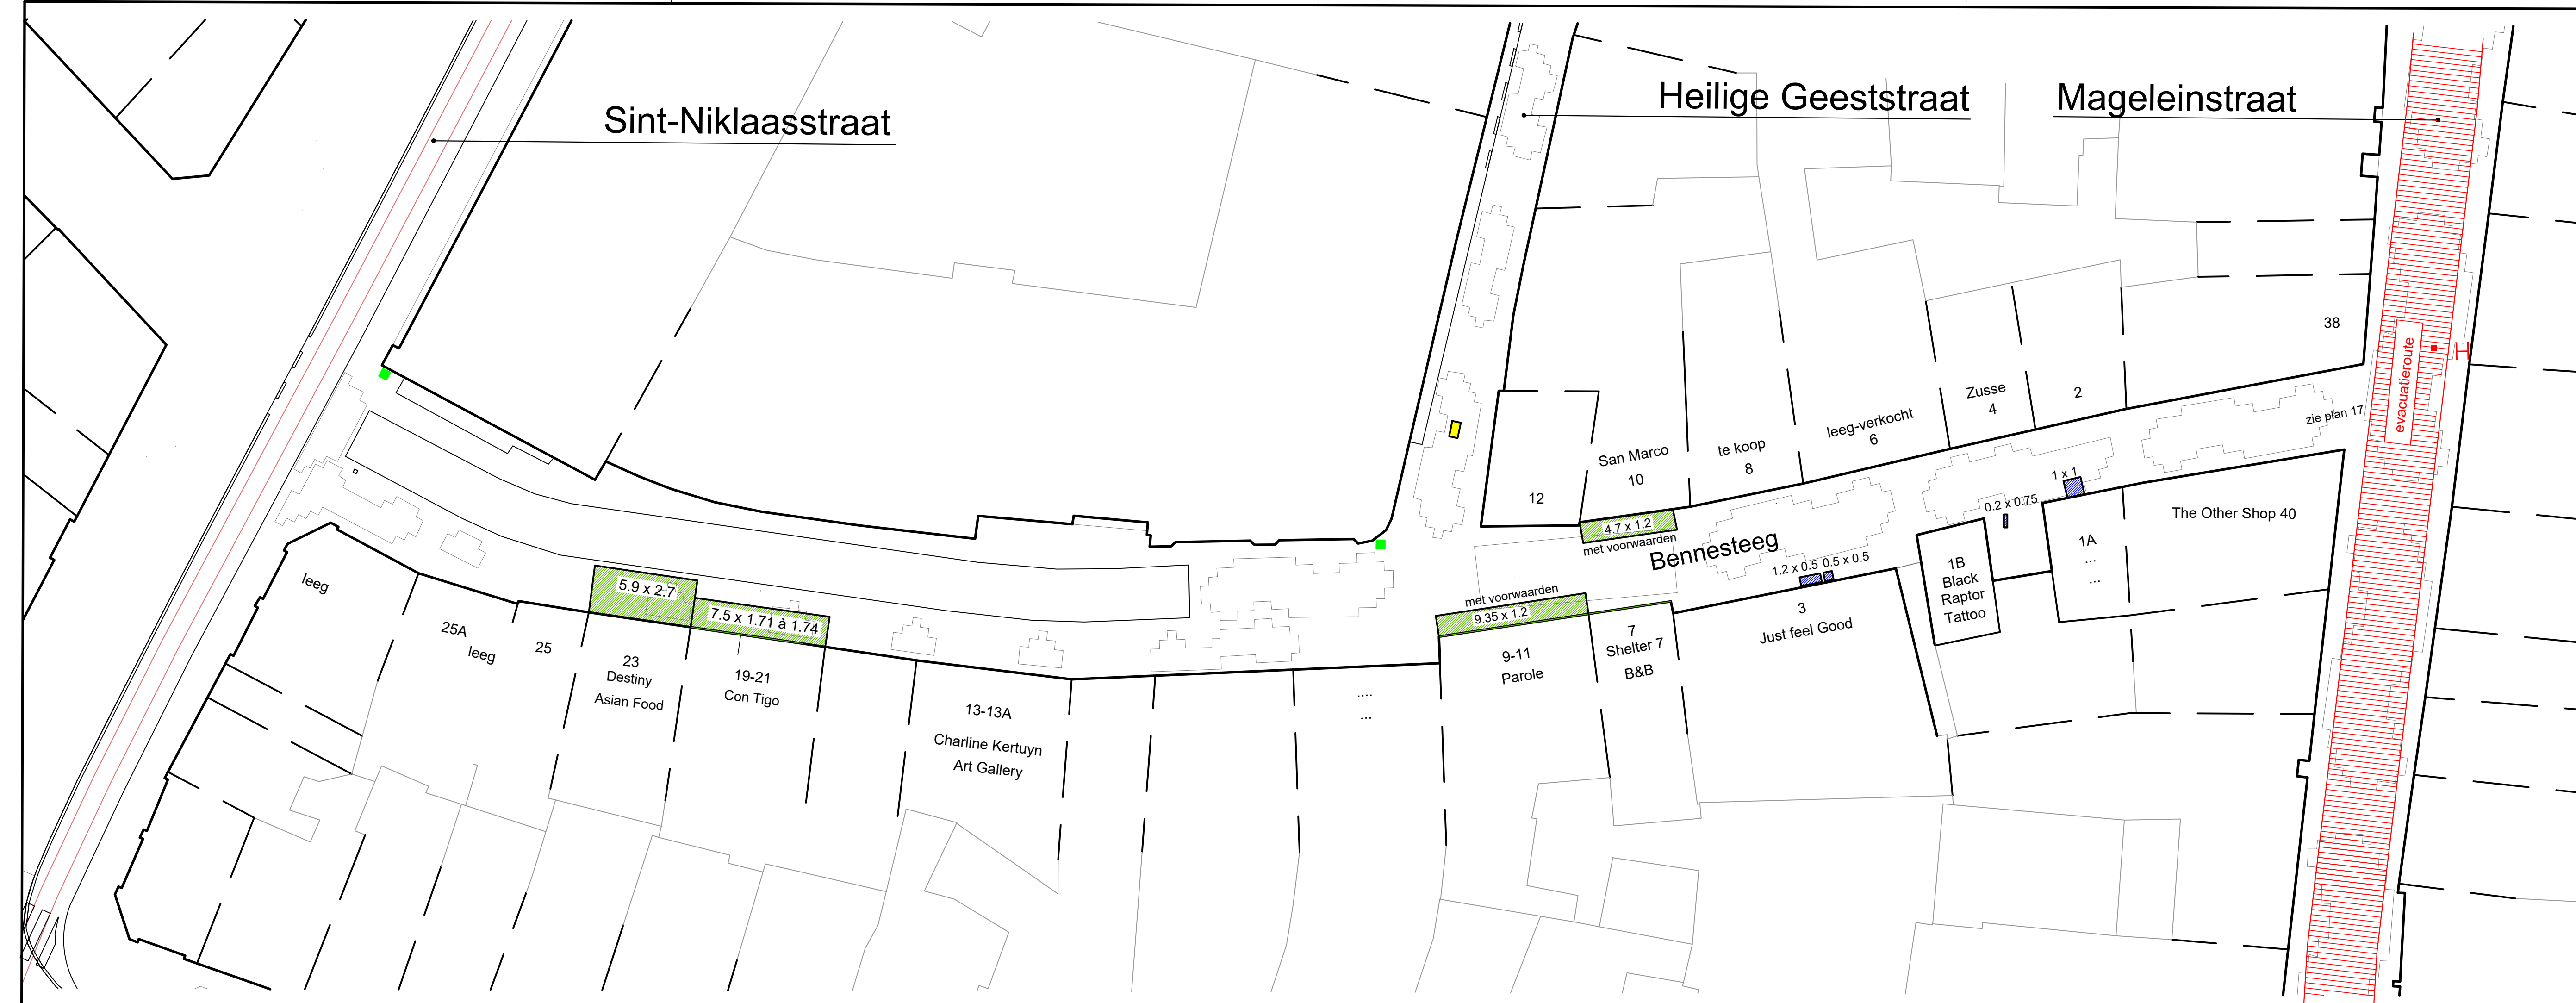 Sint-Niklaasstraat
Heilige Geeststraat
Mageleinstraat
38
evacuatieroute
H
zie plan 17
Zusse
4
2
leeg-verkocht
6
te koop
8
San Marco
10
12
4.7 x 1.2
met voorwaarden
Bennesteeg
1 x 1
0.2 x 0.75
1.2 x 0.5
0.5 x 0.5
The Other Shop 40
1A
...
...
1B
Black
Raptor
Tattoo
3
Just feel Good
met voorwaarden
9.35 x 1.2
7
Shelter 7
B&B
9-11
Parole
....
...
leeg
25A
leeg
25
5.9 x 2.7
7.5 x 1.71 à 1.74
23
Destiny
Asian Food
19-21
Con Tigo
13-13A
Charline Kertuyn
Art Gallery